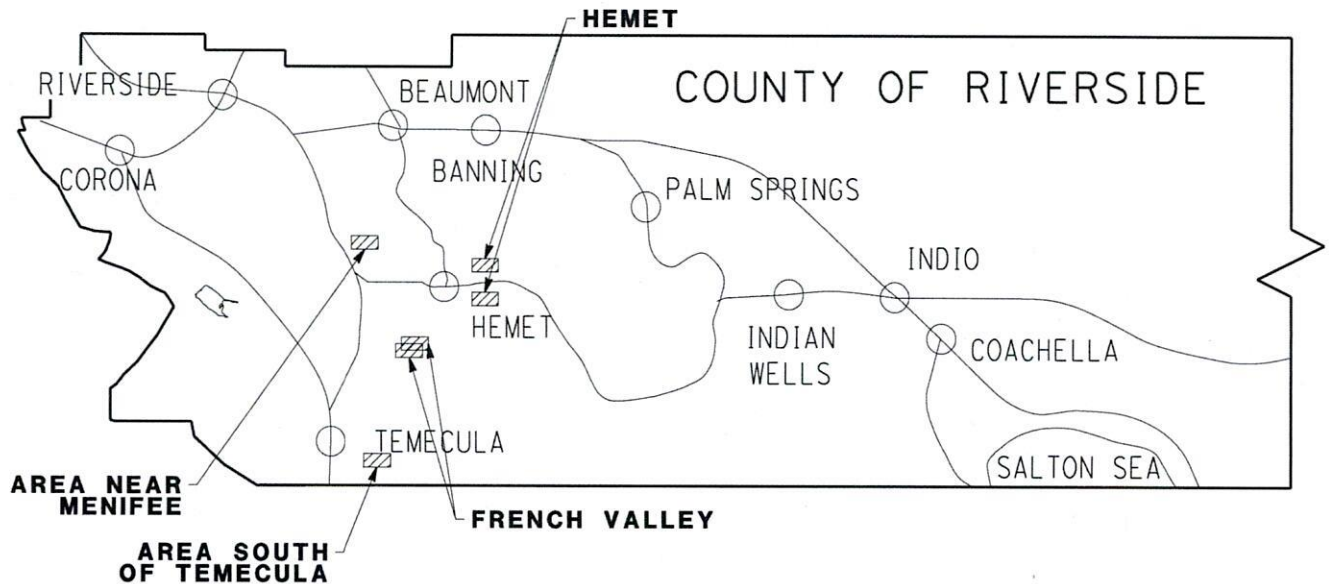 HEMET
COUNTY OF RIVERSIDE
RIVERSIDE
BEAUMONT
CORONA
BANNING
PALM SPRINGS
INDIO
HEMET
INDIAN
WELLS
COACHELLA
TEMECULA
SALTON SEA
AREA NEAR
MENIFEE
FRENCH VALLEY
AREA SOUTH
OF TEMECULA